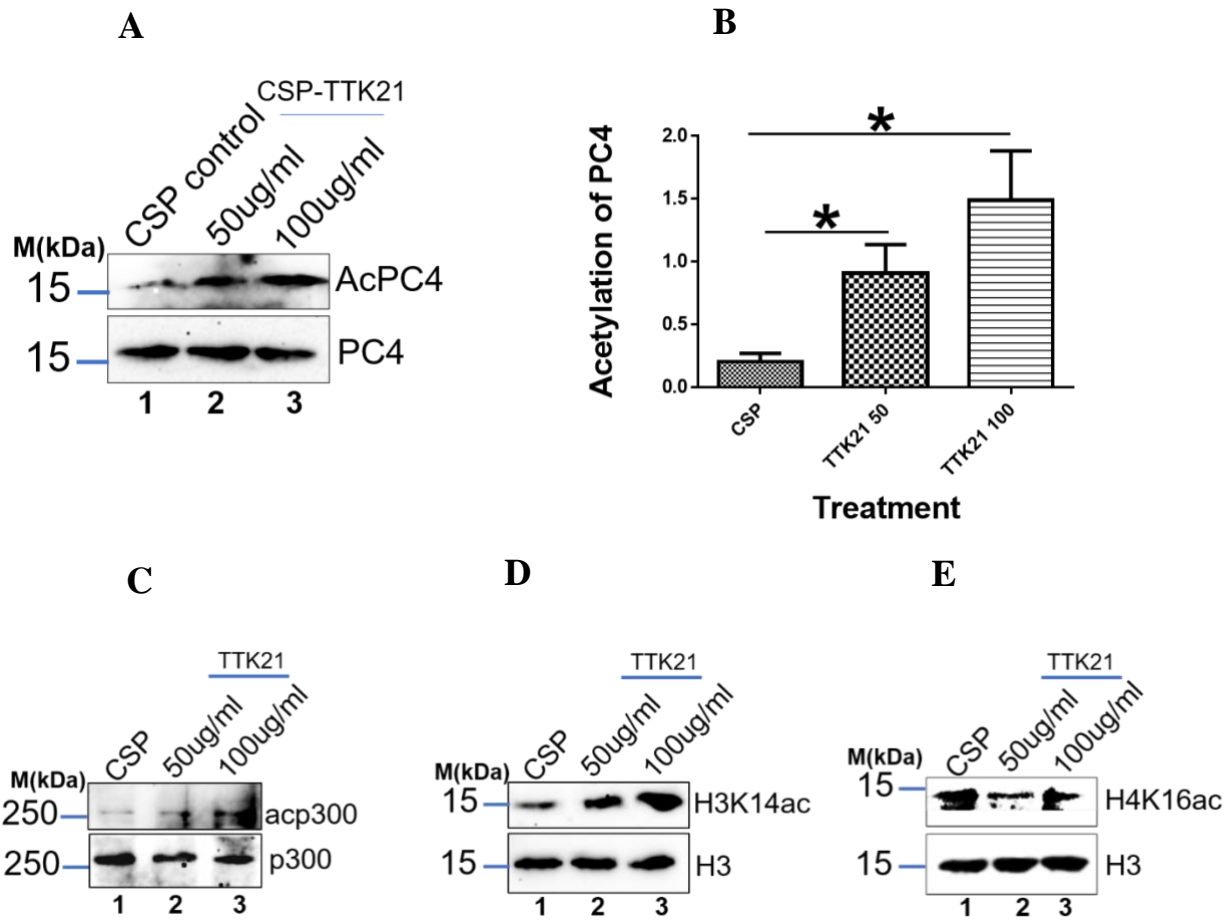 A
CSP-TTK21
CSP control
50ug/ml
100ug/ml
M(kDa)
15
AcPC4
15
PC4
1 2 3
B
Acetylation of PC4
2.0
1.5
1.0
0.5
0.0
*
*
CSP
TTK21 50
TTK21 100
Treatment
C
TTK21
CSP
50ug/ml
100ug/ml
M(kDa)
250
acp300
250
p300
1 2 3
D
TTK21
CSP
50ug/ml
100ug/ml
M(kDa)
15
H3K14ac
15
H3
1 2 3
E
TTK21
CSP
50ug/ml
100ug/ml
M(kDa)
15
H4K16ac
15
H3
1 2 3